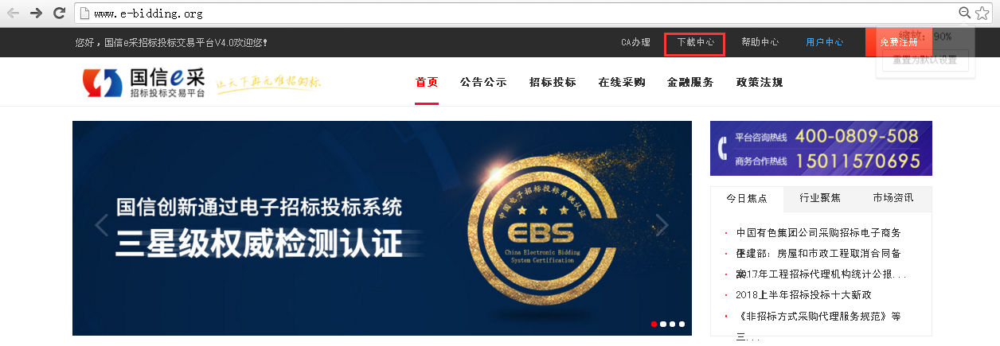 www.e-bidding.org
您好，国信e采招标投标交易平台V4.0欢迎您！
CA办理 下载中心 帮助中心 用户中心 免费注册
缩放：90%
重置为默认设置
国信e采
招标投标交易平台
让天下再无难招的标
首页 公告公示 招标投标 在线采购 金融服务 政策法规
国信创新通过电子招标投标系统
三星级权威检测认证
中国电子招标投标系统认证
EBS
China Electronic Bidding
System Certification
平台咨询热线 400-0809-508
商务合作热线 15011570695
今日焦点 行业聚焦 市场资讯
中国有色集团公司采购招标电子商务
住建部：房屋和市政工程取消合同备
2017年工程招标代理机构统计公报...
2018上半年招标投标十大新政
《非招标方式采购代理服务规范》等
三...